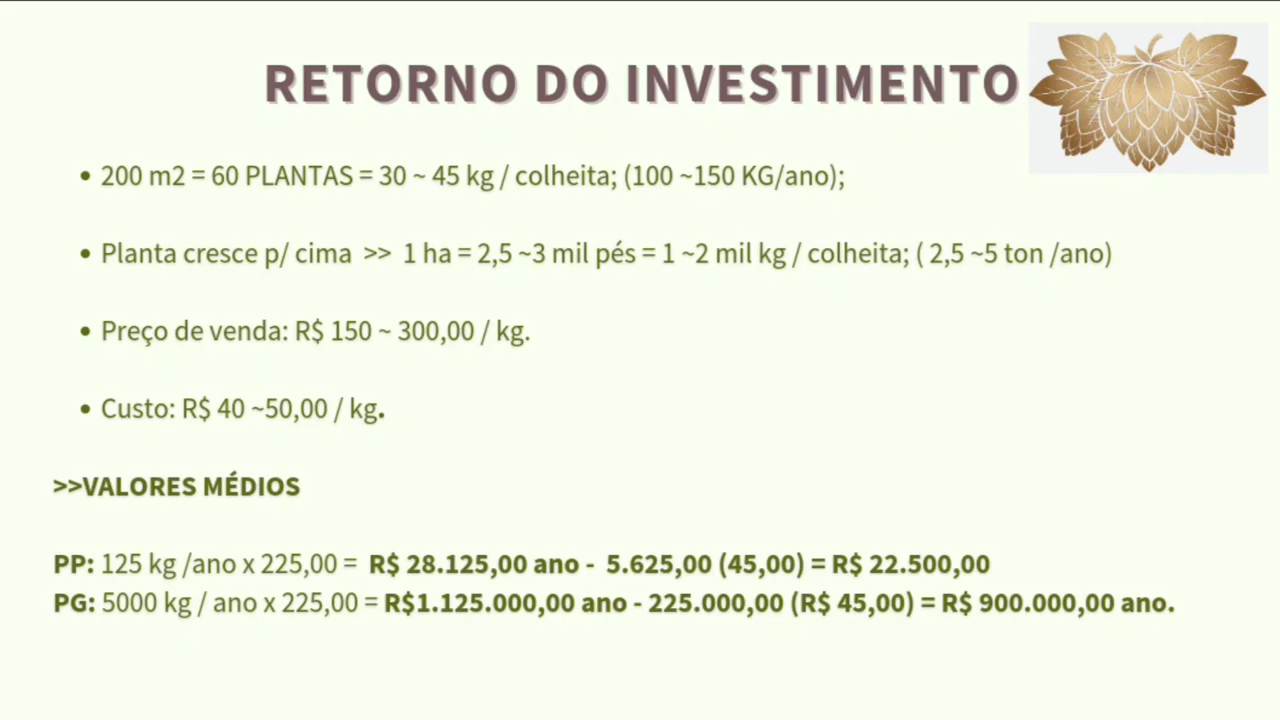 RETORNO DO INVESTIMENTO
• 200 m2 = 60 PLANTAS = 30 ~ 45 kg / colheita; (100 ~150 KG/ano);
• Planta cresce p/ cima >> 1 ha = 2,5 ~3 mil pés = 1 ~2 mil kg / colheita; ( 2,5 ~5 ton /ano)
• Preço de venda: R$ 150 ~ 300,00 / kg.
• Custo: R$ 40 ~50,00 / kg.
>>VALORES MÉDIOS
PP: 125 kg /ano x 225,00 = R$ 28.125,00 ano - 5.625,00 (45,00) = R$ 22.500,00
PG: 5000 kg / ano x 225,00 = R$1.125.000,00 ano - 225.000,00 (R$ 45,00) = R$ 900.000,00 ano.